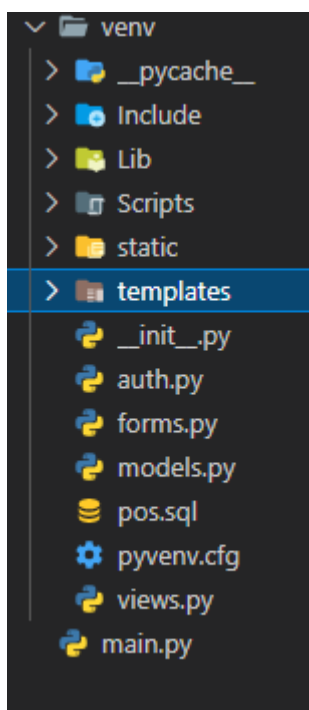 venv
__pycache__
Include
Lib
Scripts
static
templates
__init__.py
auth.py
forms.py
models.py
pos.sql
pyvenv.cfg
views.py
main.py